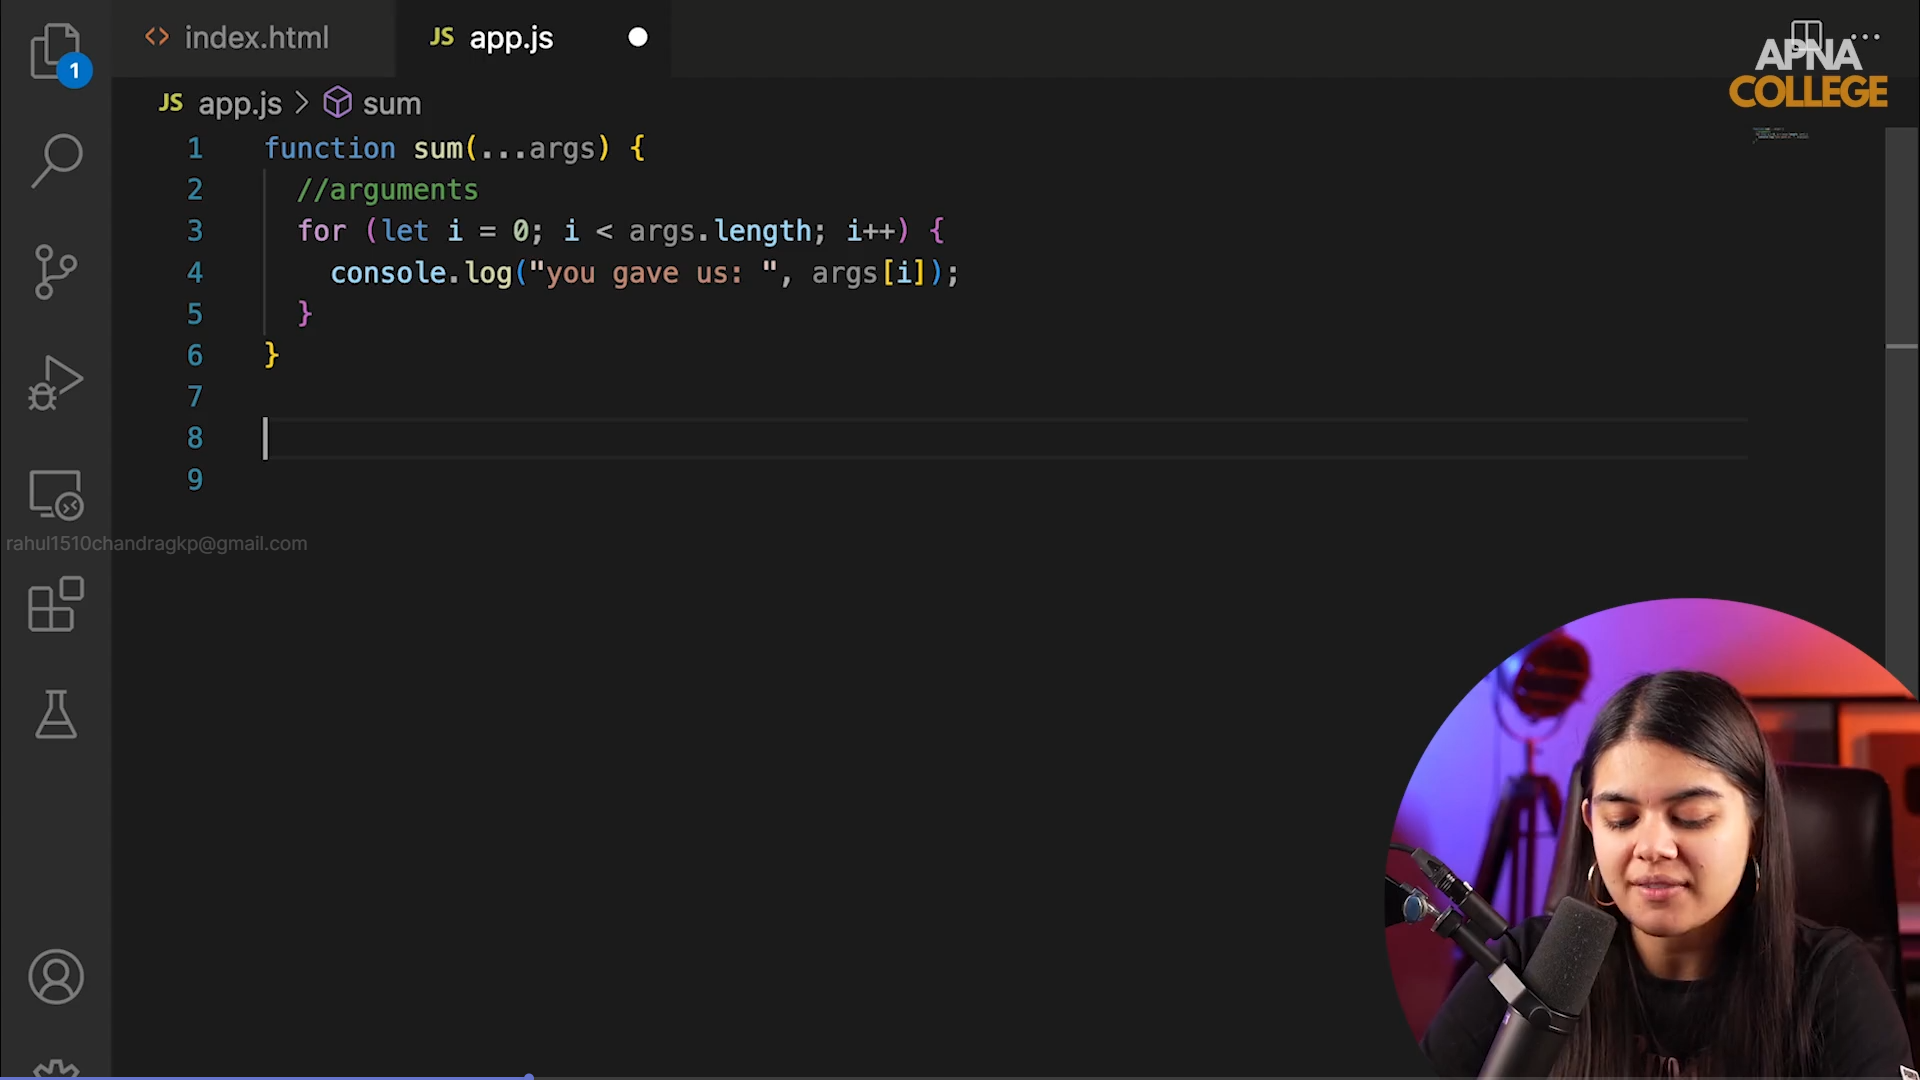 index.html
JS app.js
APNA
COLLEGE
JS app.js > sum
1 function sum(...args) {
2 //arguments
3 for (let i = 0; i < args.length; i++) {
4 console.log("you gave us: ", args[i]);
5 }
6 }
7
8
9
1
rahul1510chandragkp@gmail.com